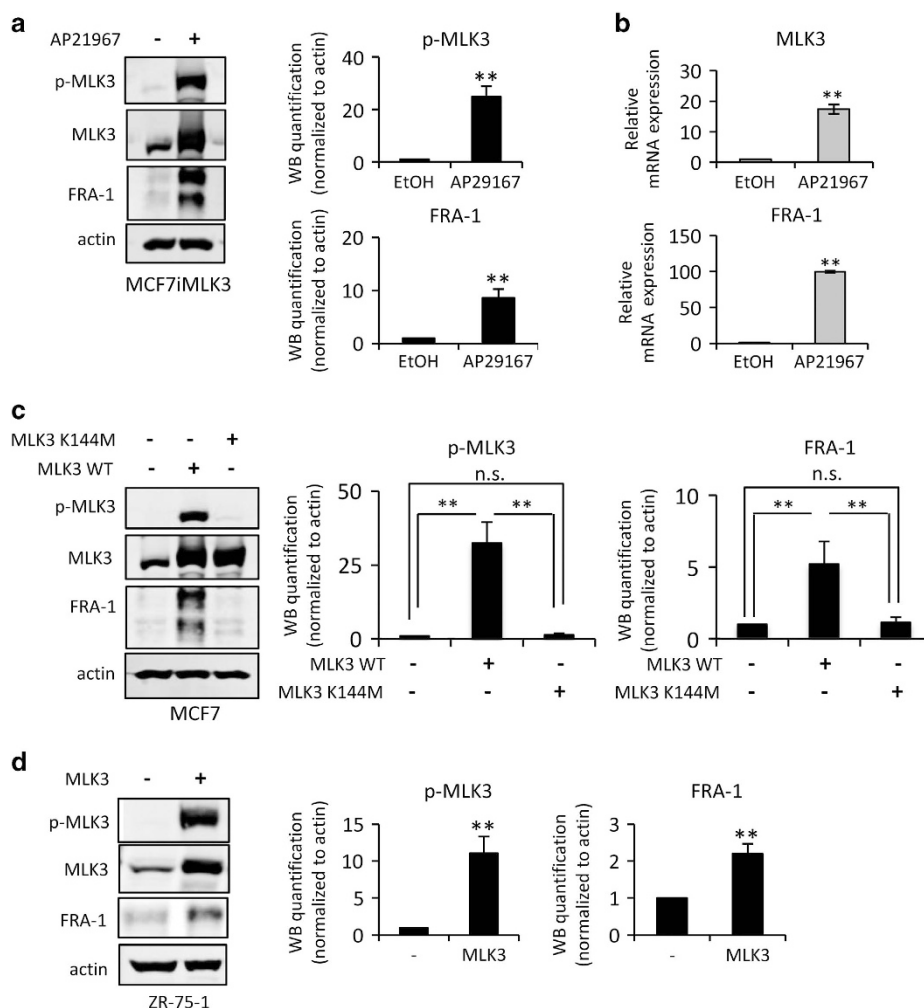 a
AP21967 - +
p-MLK3
MLK3
FRA-1
actin
MCF7iMLK3
p-MLK3
WB quantification
(normalized to actin)
40
20
0
**
EtOH AP29167
FRA-1
WB quantification
(normalized to actin)
20
10
0
**
EtOH AP29167
b
MLK3
Relative
mRNA expression
30
20
10
0
**
EtOH AP21967
FRA-1
Relative
mRNA expression
150
100
50
0
**
EtOH AP21967
c
MLK3 K144M - - +
MLK3 WT - + -
p-MLK3
MLK3
FRA-1
actin
MCF7
p-MLK3
n.s.
** **
WB quantification
(normalized to actin)
50
25
0
MLK3 WT - + -
MLK3 K144M - - +
FRA-1
n.s.
** **
WB quantification
(normalized to actin)
10
5
0
MLK3 WT - + -
MLK3 K144M - - +
d
MLK3 - +
p-MLK3
MLK3
FRA-1
actin
ZR-75-1
p-MLK3
WB quantification
(normalized to actin)
15
10
5
0
**
- MLK3
FRA-1
WB quantification
(normalized to actin)
3
2
1
0
**
- MLK3